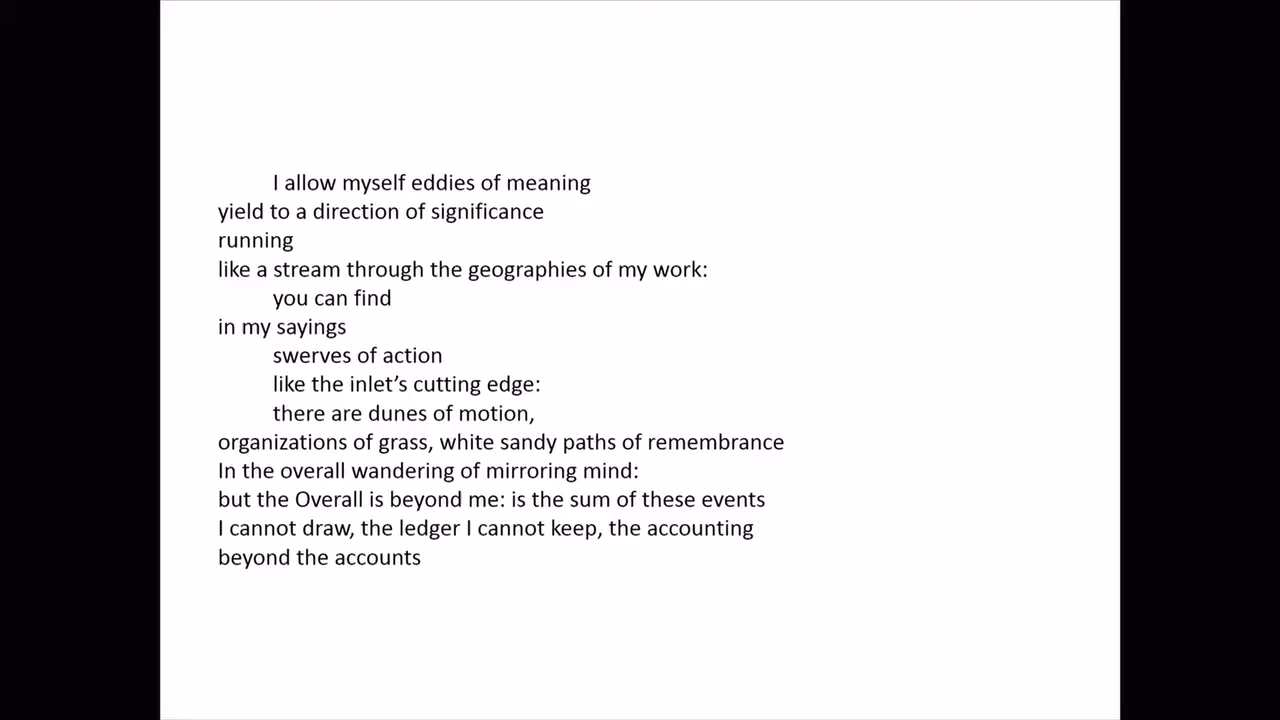 I allow myself eddies of meaning
yield to a direction of significance
running
like a stream through the geographies of my work:
you can find
in my sayings
swerves of action
like the inlet’s cutting edge:
there are dunes of motion,
organizations of grass, white sandy paths of remembrance
In the overall wandering of mirroring mind:
but the Overall is beyond me: is the sum of these events
I cannot draw, the ledger I cannot keep, the accounting
beyond the accounts